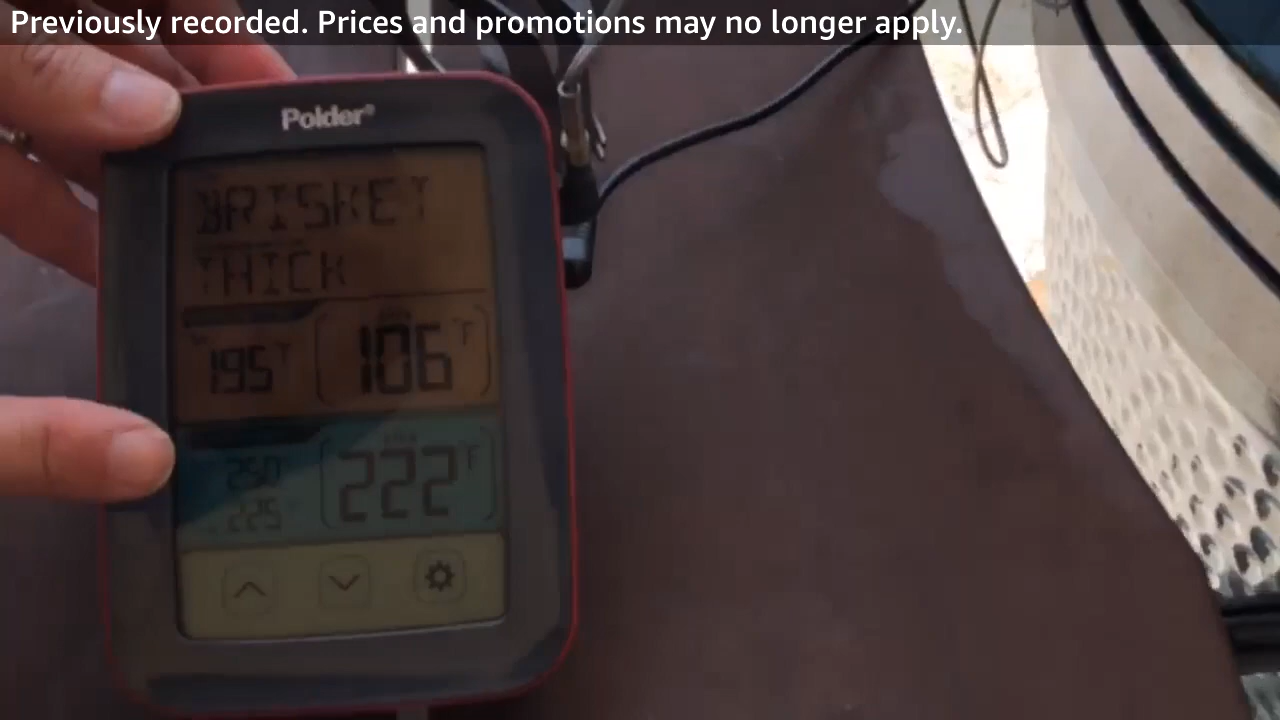 Previously recorded. Prices and promotions may no longer apply.
Polder®
BRISKET
THICK
195°F 106°F
250
225 222°F